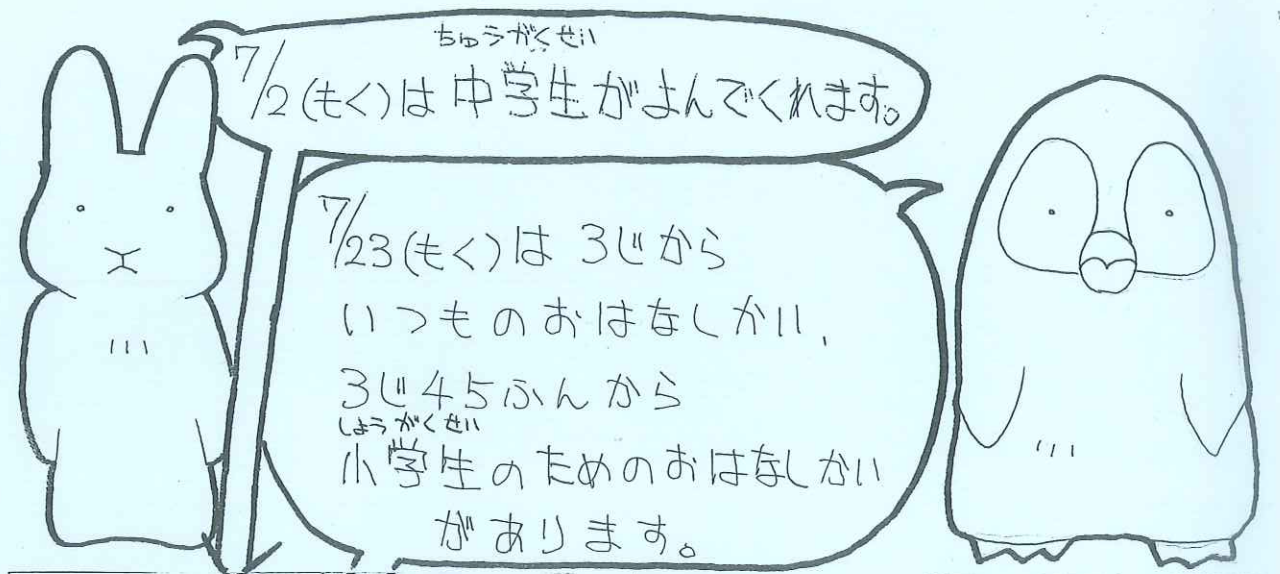 ちゅうがくせい
7/2(もく)は中学生がよんでくれます。
7/23(もく)は 3じから
いつものおはなしかい、
3じ45ふんから
しょうがくせい
小学生のためのおはなしかい
があります。